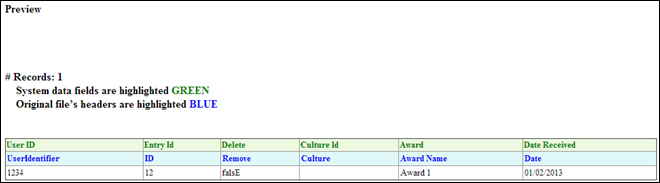 Preview
# Records: 1
System data fields are highlighted GREEN
Original file's headers are highlighted BLUE
User ID Entry Id Delete Culture Id Award Date Received
UserIdentifier ID Remove Culture Award Name Date
1234 12 falsE Award 1 01/02/2013